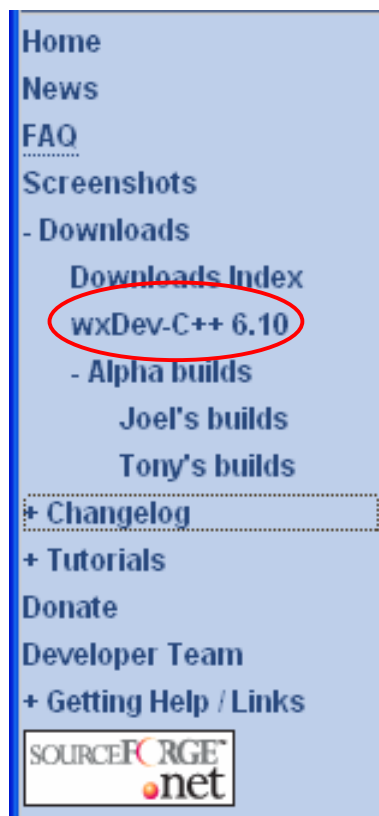 Home
News
FAQ
Screenshots
- Downloads
Downloads Index
wxDev-C++ 6.10
- Alpha builds
Joel's builds
Tony's builds
+ Changelog
+ Tutorials
Donate
Developer Team
+ Getting Help / Links
SOURCEFORGE™
.net